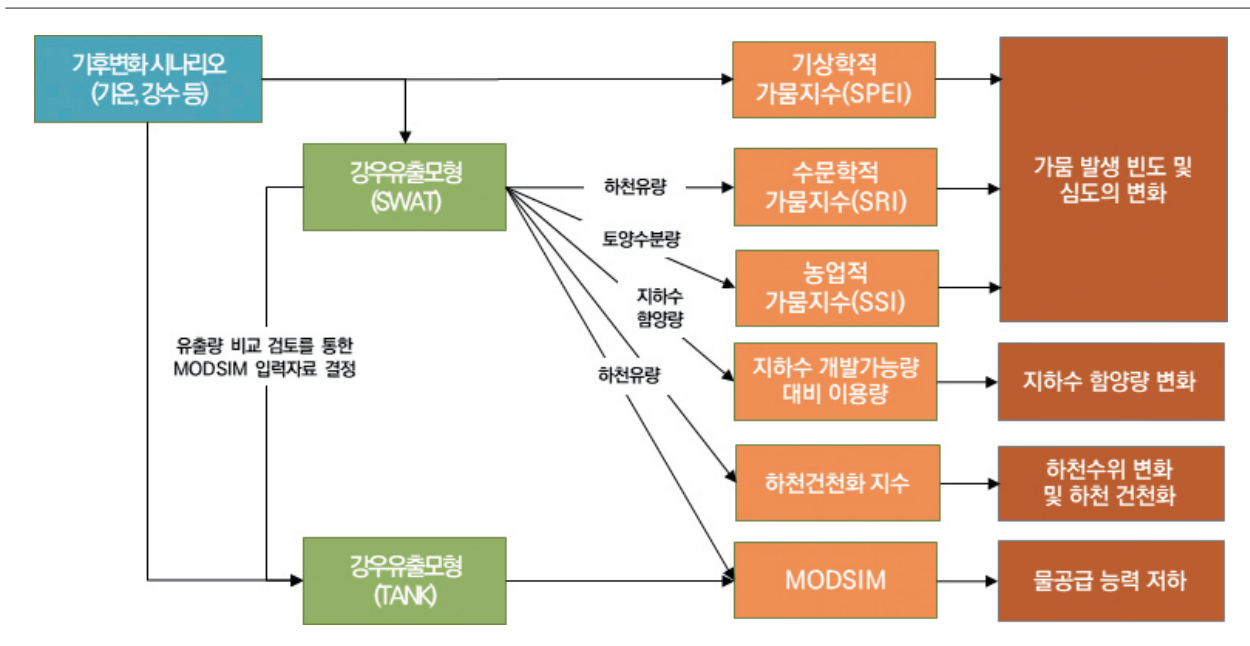 기후변화 시나리오
(기온, 강수 등)
기상학적
가뭄지수(SPEI)
강우유출모형
(SWAT)
하천유량
수문학적
가뭄지수(SRI)
가뭄 발생 빈도 및
심도의 변화
토양수분량
농업적
가뭄지수(SSI)
지하수
함양량
유출량 비교 검토를 통한
MODSIM 입력자료 결정
하천유량
지하수 개발가능량
대비 이용량
지하수 함양량 변화
하천건천화 지수
하천수위 변화
및 하천 건천화
강우유출모형
(TANK)
MODSIM
물공급 능력 저하